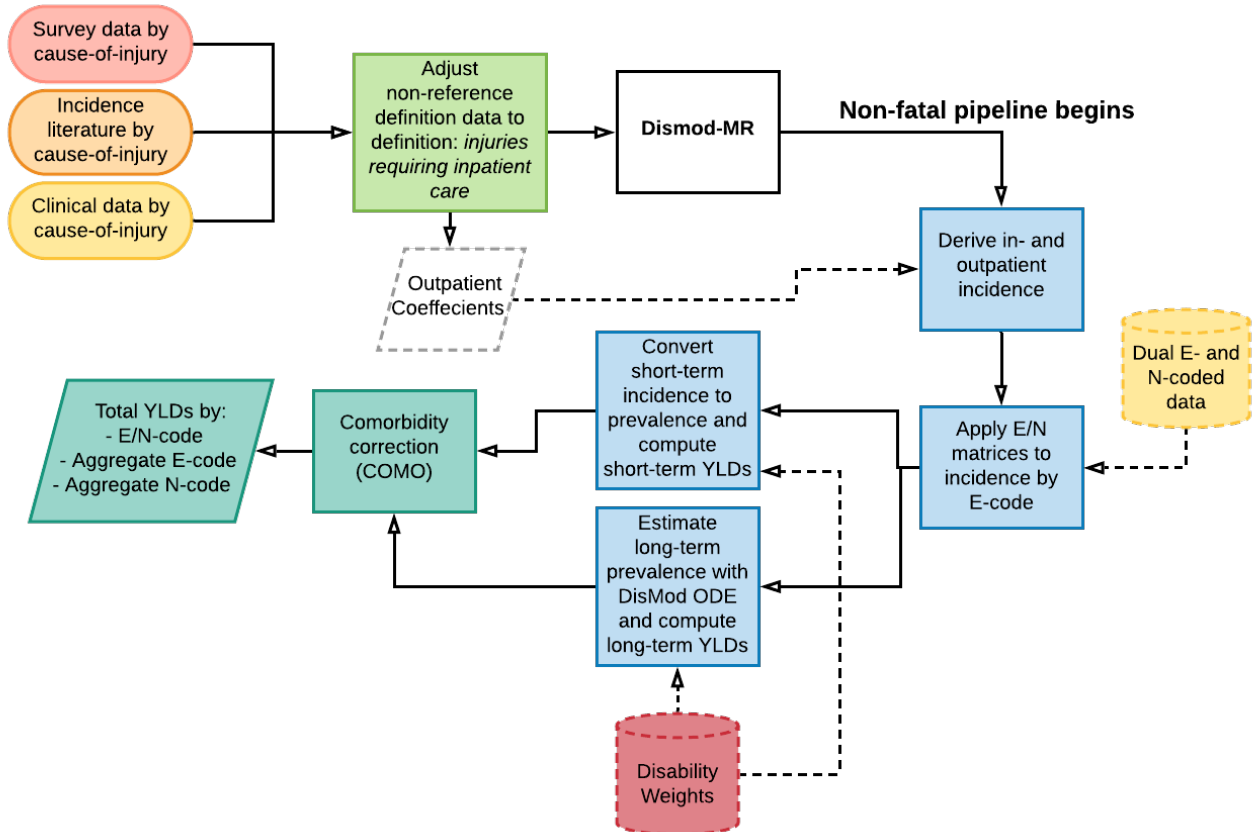 Survey data by
cause-of-injury
Incidence
literature by
cause-of-injury
Clinical data by
cause-of-injury
Adjust
non-reference
definition data to
definition: injuries
requiring inpatient
care
Dismod-MR
Non-fatal pipeline begins
Outpatient
Coeffecients
Derive in- and
outpatient
incidence
Dual E- and
N-coded
data
Apply E/N
matrices to
incidence by
E-code
Convert
short-term
incidence to
prevalence and
compute
short-term YLDs
Estimate
long-term
prevalence with
DisMod ODE
and compute
long-term YLDs
Disability
Weights
Comorbidity
correction
(COMO)
Total YLDs by:
- E/N-code
- Aggregate E-code
- Aggregate N-code